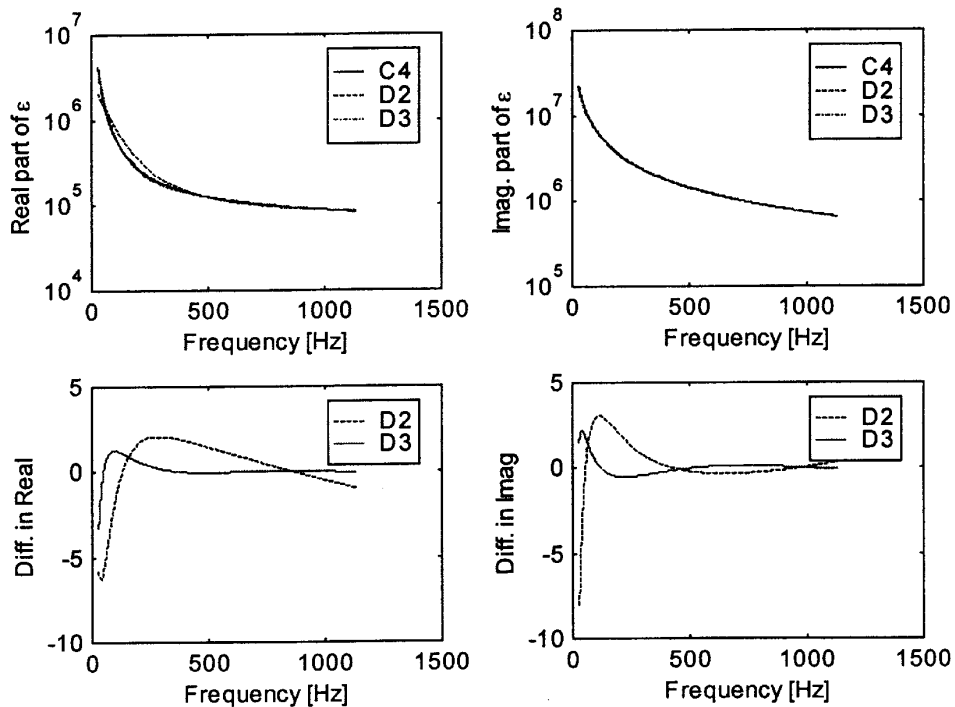 Real part of ε
10^7
10^6
10^5
10^4
C4
D2
D3
0 500 1000 1500
Frequency [Hz]
Imag. part of ε
10^8
10^7
10^6
10^5
C4
D2
D3
0 500 1000 1500
Frequency [Hz]
Diff. in Real
5
0
-5
-10
D2
D3
0 500 1000 1500
Frequency [Hz]
Diff. in Imag
5
0
-5
-10
D2
D3
0 500 1000 1500
Frequency [Hz]